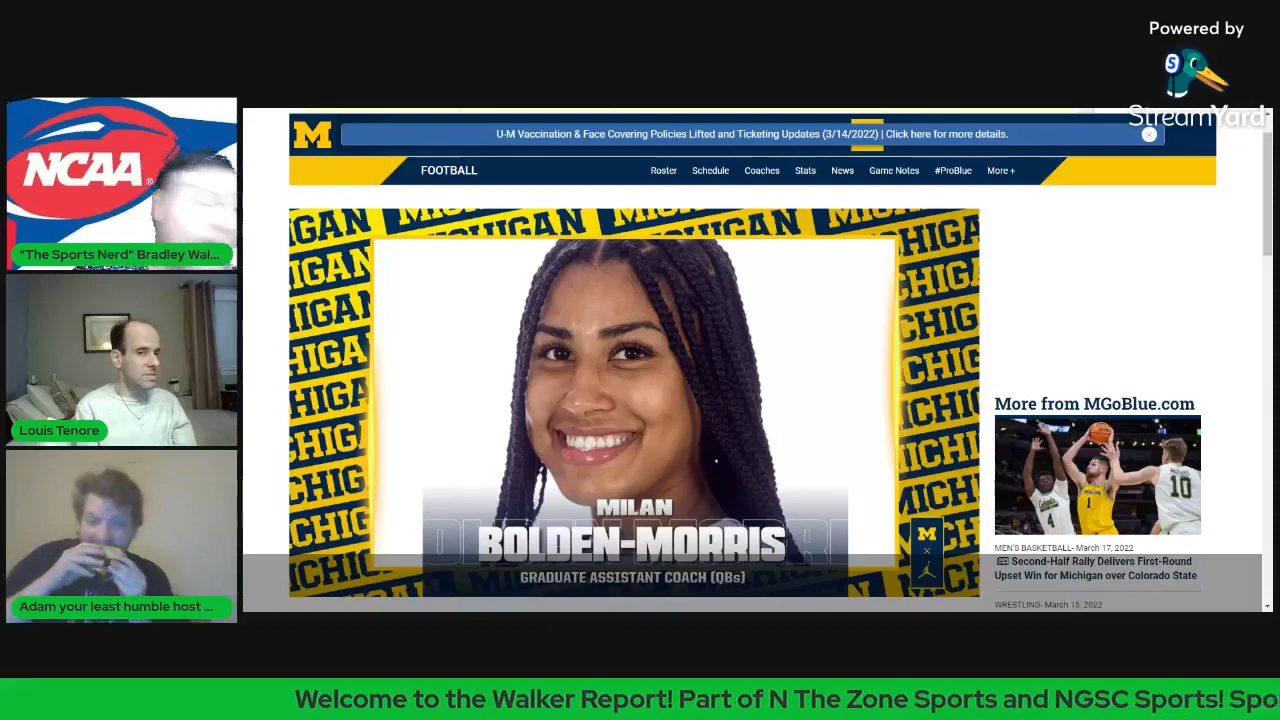 Powered by
StreamYard
NCAA
"The Sports Nerd" Bradley Wal...
Louis Tenore
Adam your least humble host ...
M
U-M Vaccination & Face Covering Policies Lifted and Ticketing Updates (3/14/2022) | Click here for more details.
FOOTBALL
Roster
Schedule
Coaches
Stats
News
Game Notes
#ProBlue
More +
MILAN
BOLDEN-MORRIS
GRADUATE ASSISTANT COACH (QBs)
M
More from MGoBlue.com
4
1
10
MEN'S BASKETBALL- March 17, 2022
Second-Half Rally Delivers First-Round
Upset Win for Michigan over Colorado State
WRESTLING- March 15, 2022
Welcome to the Walker Report! Part of N The Zone Sports and NGSC Sports! Spo